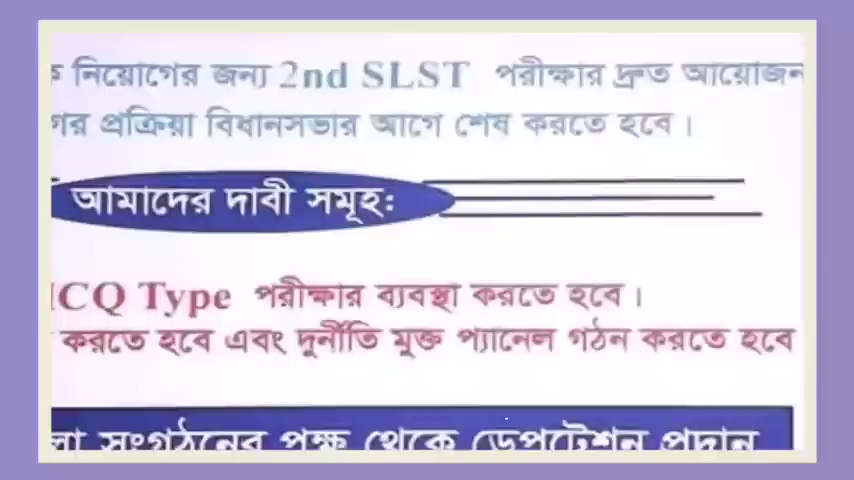 নিয়োগের জন্য 2nd SLST পরীক্ষার দ্রুত আয়োজন
প্রক্রিয়া বিধানসভার আগে শেষ করতে হবে।
আমাদের দাবী সমূহ:
CQ Type পরীক্ষার ব্যবস্থা করতে হবে।
করতে হবে এবং দুর্নীতি মুক্ত প্যানেল গঠন করতে হবে
সংগঠনের পক্ষ থেকে ডেপুটেশন প্রদান